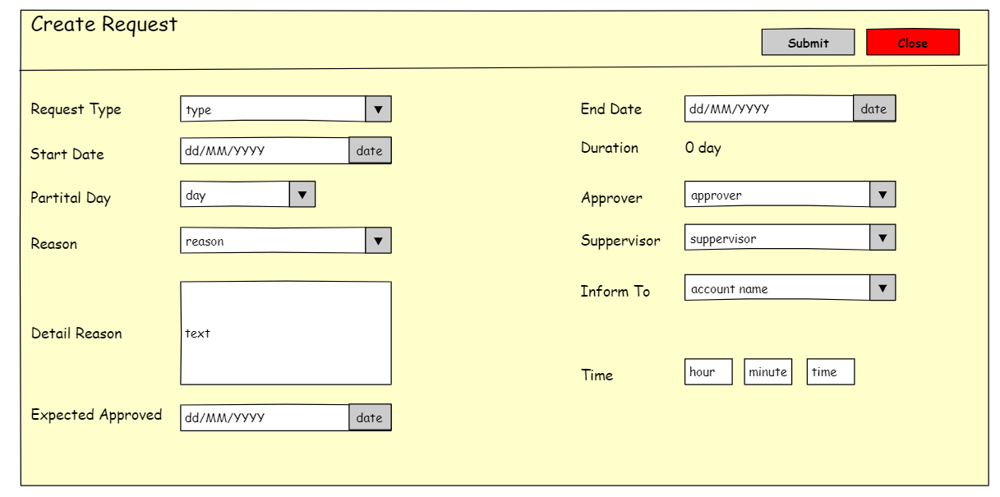 Create Request
Submit
Close
Request Type
type
▼
End Date
dd/MM/YYYY
date
Start Date
dd/MM/YYYY
date
Duration
0 day
Partital Day
day
▼
Approver
approver
▼
Reason
reason
▼
Suppervisor
suppervisor
▼
Inform To
account name
▼
Detail Reason
text
Time
hour
minute
time
Expected Approved
dd/MM/YYYY
date